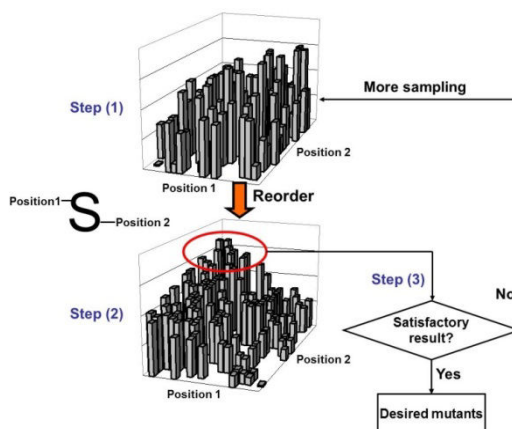 More sampling
Step (1)
Position 2
Position 1
Reorder
Position1
S
Position 2
Step (3)
No
Step (2)
Satisfactory
result?
Position 2
Yes
Position 1
Desired mutants